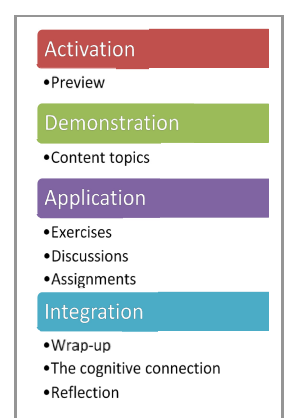 Activation
•Preview
Demonstration
•Content topics
Application
•Exercises
•Discussions
•Assignments
Integration
•Wrap-up
•The cognitive connection
•Reflection